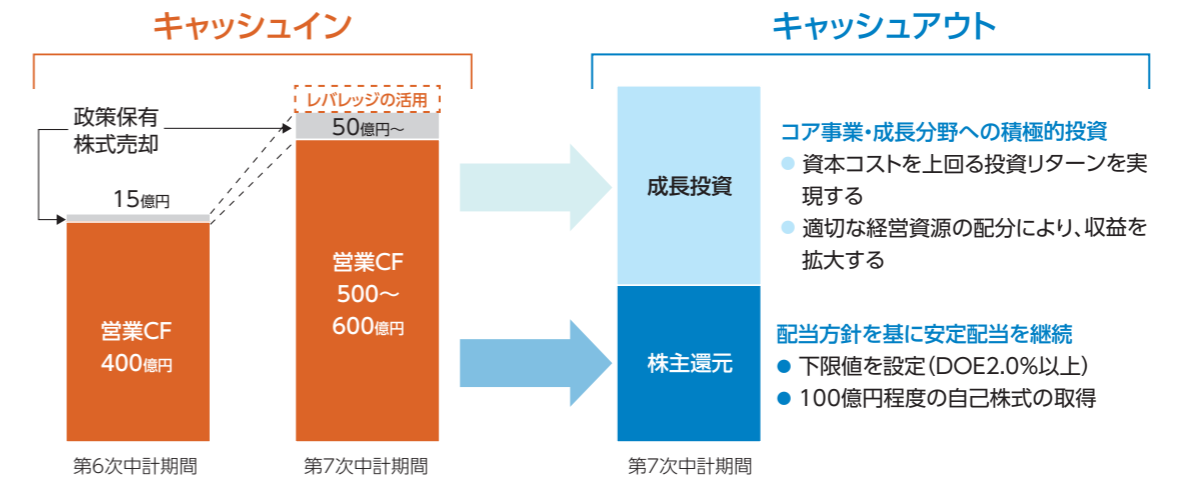 キャッシュイン
政策保有
株式売却
15億円
営業CF
400億円
第6次中計期間
レバレッジの活用
50億円～
営業CF
500～
600億円
第7次中計期間
キャッシュアウト
成長投資
株主還元
第7次中計期間
コア事業・成長分野への積極的投資
● 資本コストを上回る投資リターンを実
現する
● 適切な経営資源の配分により、収益を
拡大する
配当方針を基に安定配当を継続
● 下限値を設定（DOE2.0%以上）
● 100億円程度の自己株式の取得